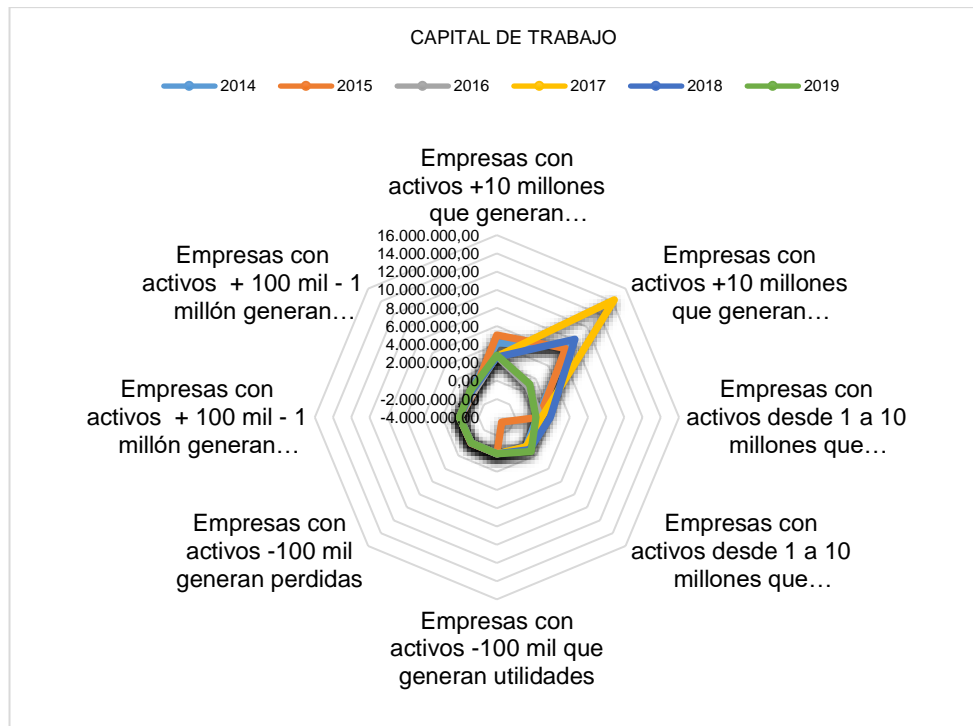 CAPITAL DE TRABAJO
2014
2015
2016
2017
2018
2019
Empresas con
activos +10 millones
que generan…
Empresas con
activos +10 millones
que generan…
Empresas con
activos desde 1 a 10
millones que…
Empresas con
activos desde 1 a 10
millones que…
Empresas con
activos -100 mil que
generan utilidades
Empresas con
activos -100 mil
generan perdidas
Empresas con
activos  + 100 mil - 1
millón generan…
Empresas con
activos  + 100 mil - 1
millón generan…
16.000.000,00
14.000.000,00
12.000.000,00
10.000.000,00
8.000.000,00
6.000.000,00
4.000.000,00
2.000.000,00
0,00
-2.000.000,00
-4.000.000,00